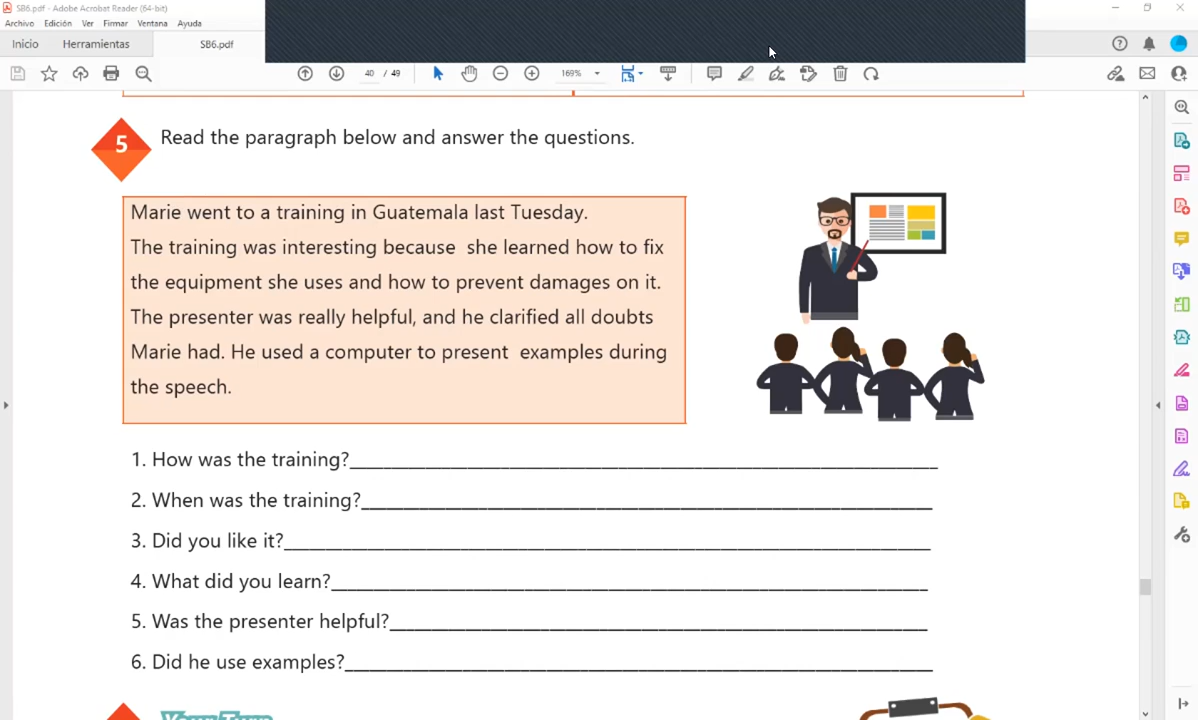 SB6.pdf - Adobe Acrobat Reader (64-bit)
Archivo Edición Ver Firmar Ventana Ayuda
Inicio Herramientas SB6.pdf
40 / 49 169%
5 Read the paragraph below and answer the questions.
Marie went to a training in Guatemala last Tuesday.
The training was interesting because she learned how to fix
the equipment she uses and how to prevent damages on it.
The presenter was really helpful, and he clarified all doubts
Marie had. He used a computer to present examples during
the speech.
1. How was the training?
2. When was the training?
3. Did you like it?
4. What did you learn?
5. Was the presenter helpful?
6. Did he use examples?
Your Turn